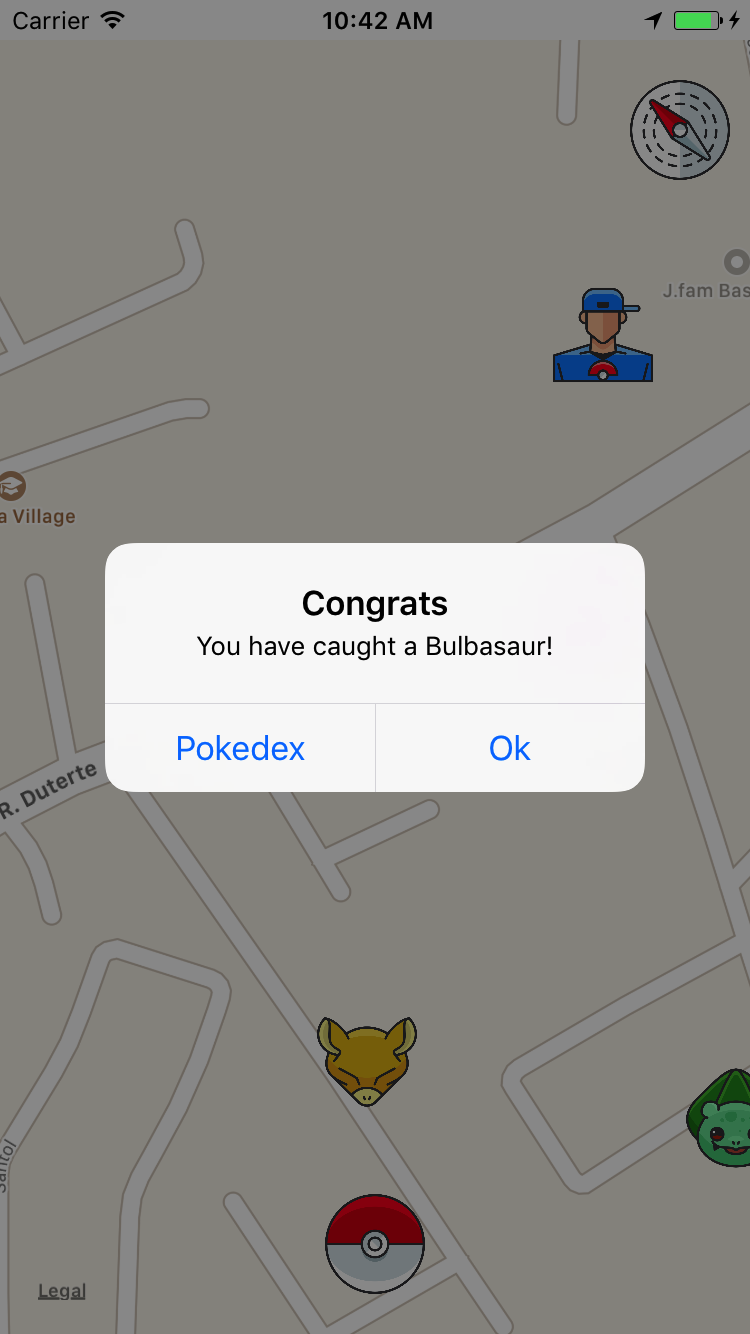 Carrier 10:42 AM
J.fam Bas
a Village
Congrats
You have caught a Bulbasaur!
Pokedex Ok
R. Duterte
Santol
Legal